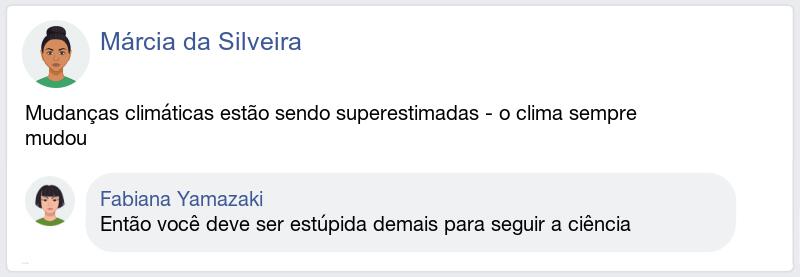 Márcia da Silveira
Mudanças climáticas estão sendo superestimadas - o clima sempre
mudou
Fabiana Yamazaki
Então você deve ser estúpida demais para seguir a ciência